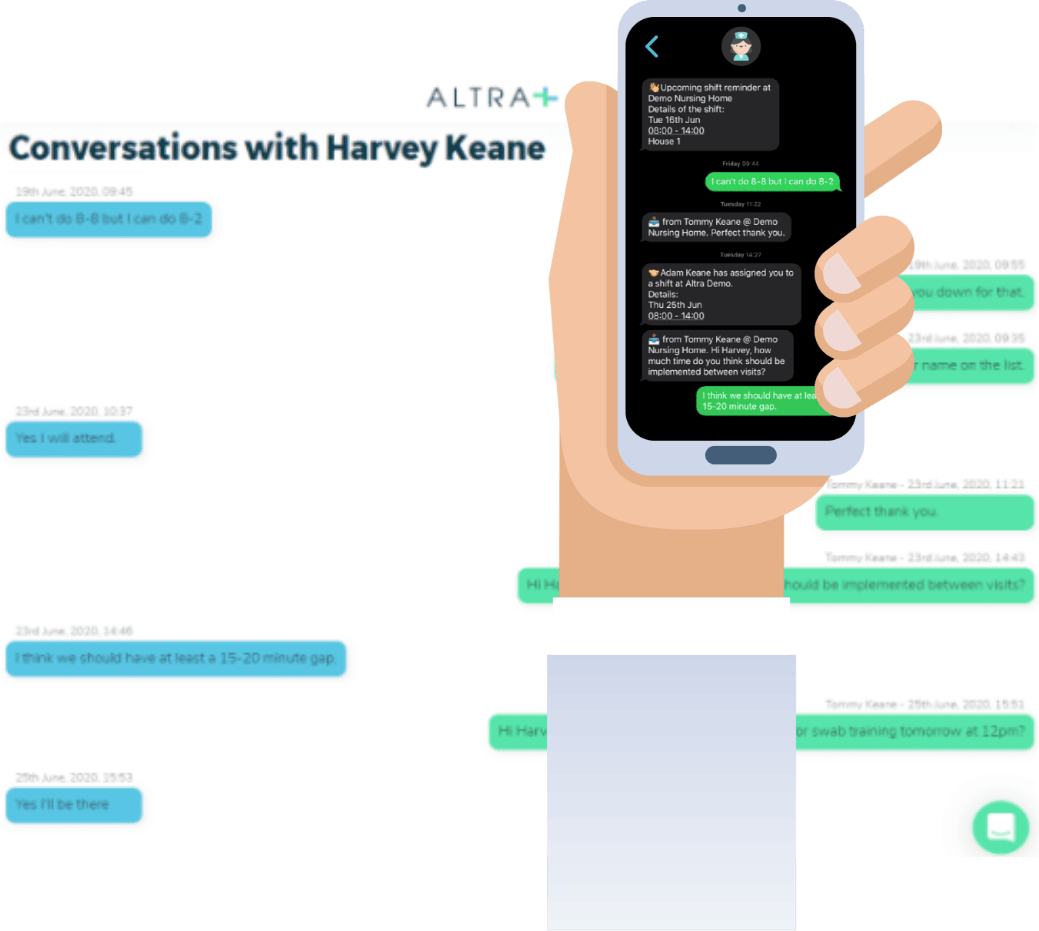 ALTRA
Conversations with Harvey Keane
19th June, 2020, 09:45
I can't do 8-8 but I can do 8-2
19th June, 2020, 09:55
you down for that.
23rd June, 2020, 09:35
name on the list.
23rd June, 2020, 10:37
Yes I will attend.
Tommy Keane - 23rd June, 2020, 11:21
Perfect thank you.
Tommy Keane - 23rd June, 2020, 14:43
Hi
should be implemented between visits?
23rd June, 2020, 14:46
I think we should have at least a 15-20 minute gap.
Tommy Keane - 25th June, 2020, 15:51
Hi Harv
or swab training tomorrow at 12pm?
25th June, 2020, 15:53
Yes I'll be there
👋Upcoming shift reminder at
Demo Nursing Home
Details of the shift:
Tue 16th Jun
08:00 - 14:00
House 1
Friday 09:44
I can't do 8-8 but I can do 8-2
Tuesday 11:22
📥 from Tommy Keane @ Demo
Nursing Home. Perfect thank you.
Tuesday 14:27
🤝Adam Keane has assigned you to
a shift at Altra Demo.
Details:
Thu 25th Jun
08:00 - 14:00
📥 from Tommy Keane @ Demo
Nursing Home. Hi Harvey, how
much time do you think should be
implemented between visits?
I think we should have at lea
15-20 minute gap.